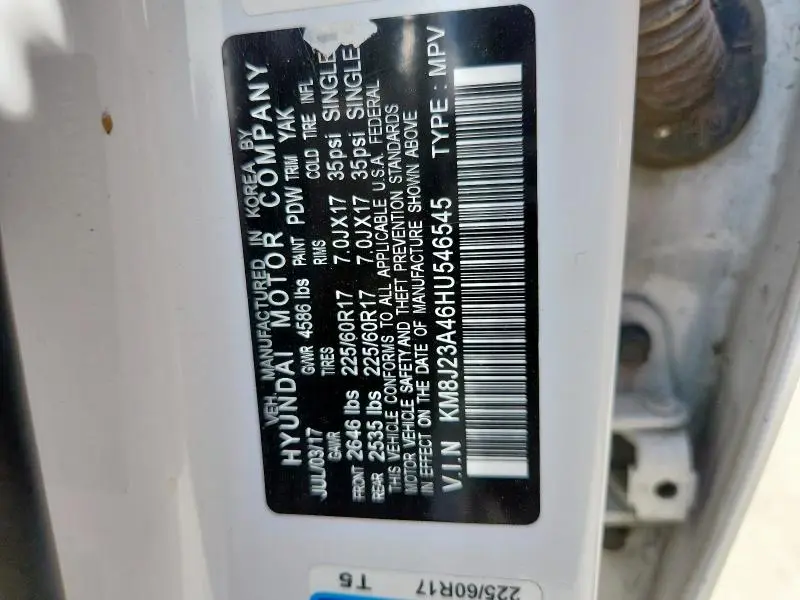 VEH. MANUFACTURED IN KOREA BY
HYUNDAI MOTOR COMPANY
JUL/03/17 GVWR 4586 lbs PAINT PDW TRIM YAK
GAWR TIRES RIMS COLD TIRE INFL
FRONT 2646 lbs 225/60R17 7.0JX17 35psi SINGLE
REAR 2535 lbs 225/60R17 7.0JX17 35psi SINGLE
THIS VEHICLE CONFORMS TO ALL APPLICABLE U.S.A. FEDERAL
MOTOR VEHICLE SAFETY AND THEFT PREVENTION STANDARDS
IN EFFECT ON THE DATE OF MANUFACTURE SHOWN ABOVE
V.I.N KM8J23A46HU546545 TYPE : MPV
225/60R17
T5